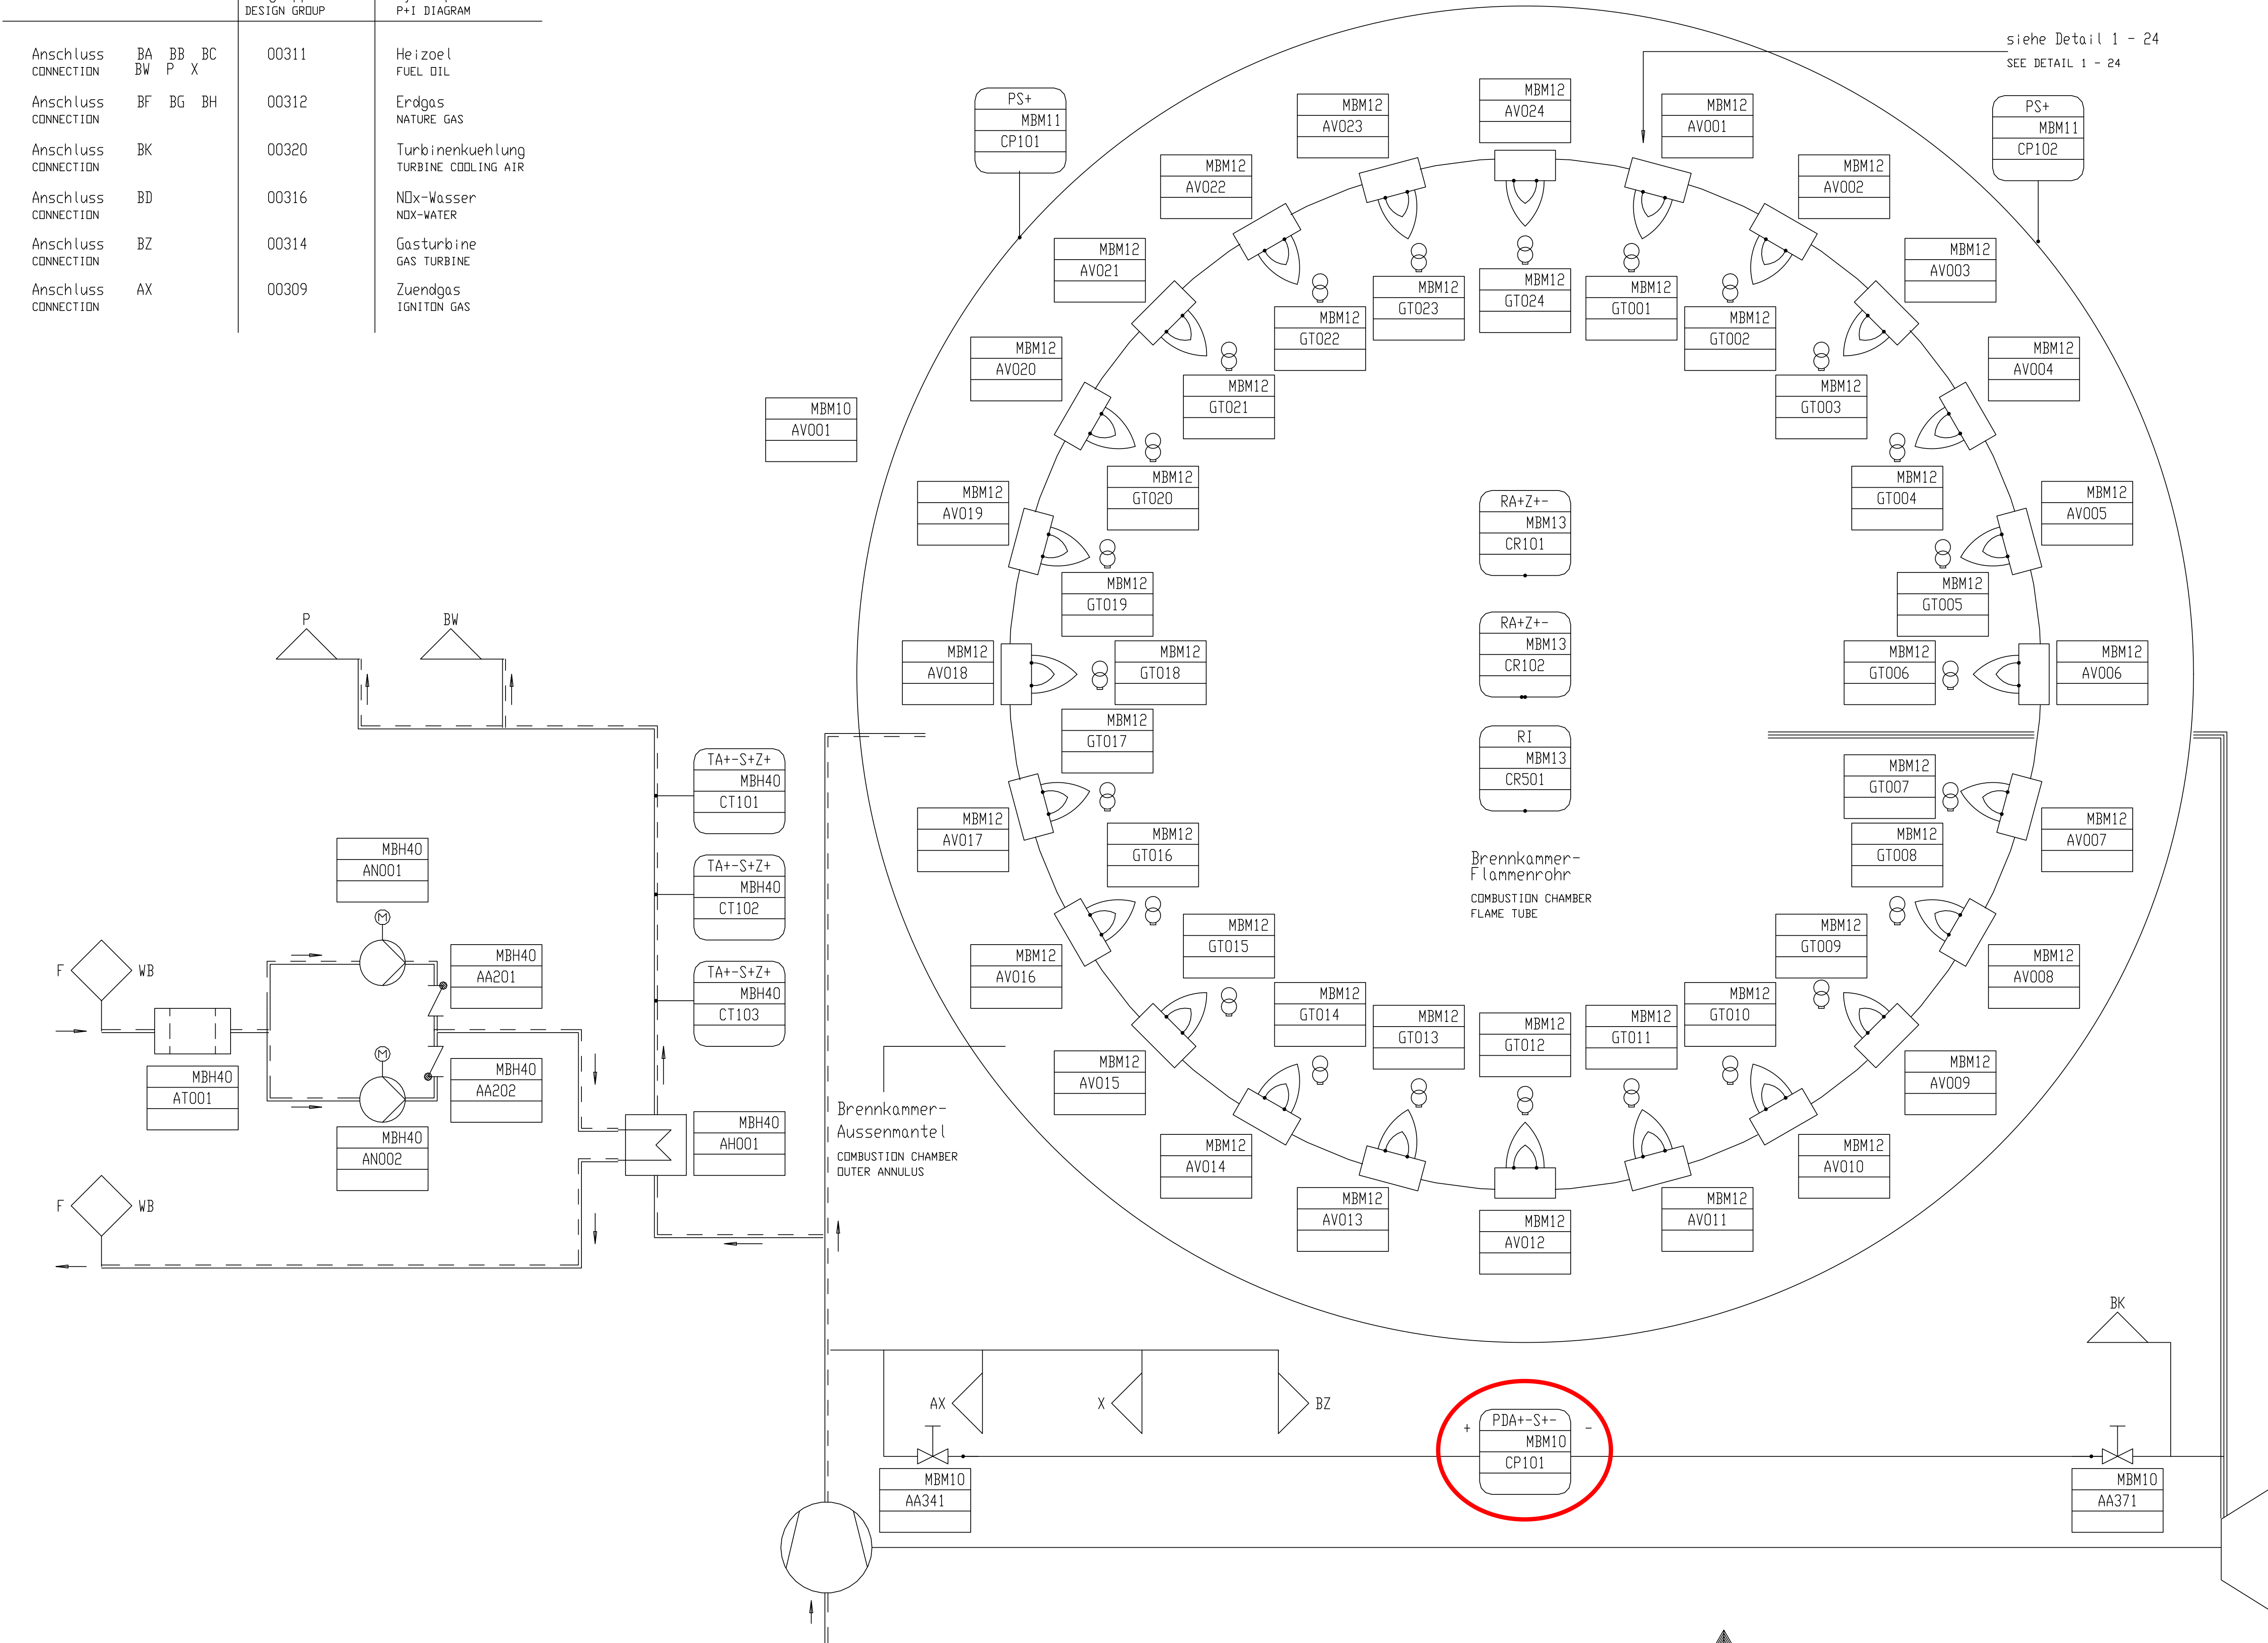 DESIGN GROUP
P+I DIAGRAM
Anschluss BA BB BC 00311 Heizoel
CONNECTION BW P X FUEL OIL
Anschluss BF BG BH 00312 Erdgas
CONNECTION NATURE GAS
Anschluss BK 00320 Turbinenkuehlung
CONNECTION TURBINE COOLING AIR
Anschluss BD 00316 NOx-Wasser
CONNECTION NOX-WATER
Anschluss BZ 00314 Gasturbine
CONNECTION GAS TURBINE
Anschluss AX 00309 Zuendgas
CONNECTION IGNITON GAS
siehe Detail 1 - 24
SEE DETAIL 1 - 24
PS+
MBM11
CP101
PS+
MBM11
CP102
MBM12
AV024
MBM12
AV001
MBM12
AV002
MBM12
AV003
MBM12
AV004
MBM12
AV005
MBM12
AV006
MBM12
AV007
MBM12
AV008
MBM12
AV009
MBM12
AV010
MBM12
AV011
MBM12
AV012
MBM12
AV013
MBM12
AV014
MBM12
AV015
MBM12
AV016
MBM12
AV017
MBM12
AV018
MBM12
AV019
MBM12
AV020
MBM12
AV021
MBM12
AV022
MBM12
AV023
MBM12
GT024
MBM12
GT001
MBM12
GT002
MBM12
GT003
MBM12
GT004
MBM12
GT005
MBM12
GT006
MBM12
GT007
MBM12
GT008
MBM12
GT009
MBM12
GT010
MBM12
GT011
MBM12
GT012
MBM12
GT013
MBM12
GT014
MBM12
GT015
MBM12
GT016
MBM12
GT017
MBM12
GT018
MBM12
GT019
MBM12
GT020
MBM12
GT021
MBM12
GT022
MBM12
GT023
MBM10
AV001
RA+Z+-
MBM13
CR101
RA+Z+-
MBM13
CR102
RI
MBM13
CR501
Brennkammer-
Flammenrohr
COMBUSTION CHAMBER
FLAME TUBE
P
BW
TA+-S+Z+
MBH40
CT101
TA+-S+Z+
MBH40
CT102
TA+-S+Z+
MBH40
CT103
MBH40
AN001
M
F
WB
MBH40
AA201
MBH40
AT001
M
MBH40
AA202
MBH40
AN002
MBH40
AH001
F
WB
Brennkammer-
Aussenmantel
COMBUSTION CHAMBER
OUTER ANNULUS
BK
AX
X
BZ
+
PDA+-S+-
-
MBM10
CP101
MBM10
AA341
MBM10
AA371